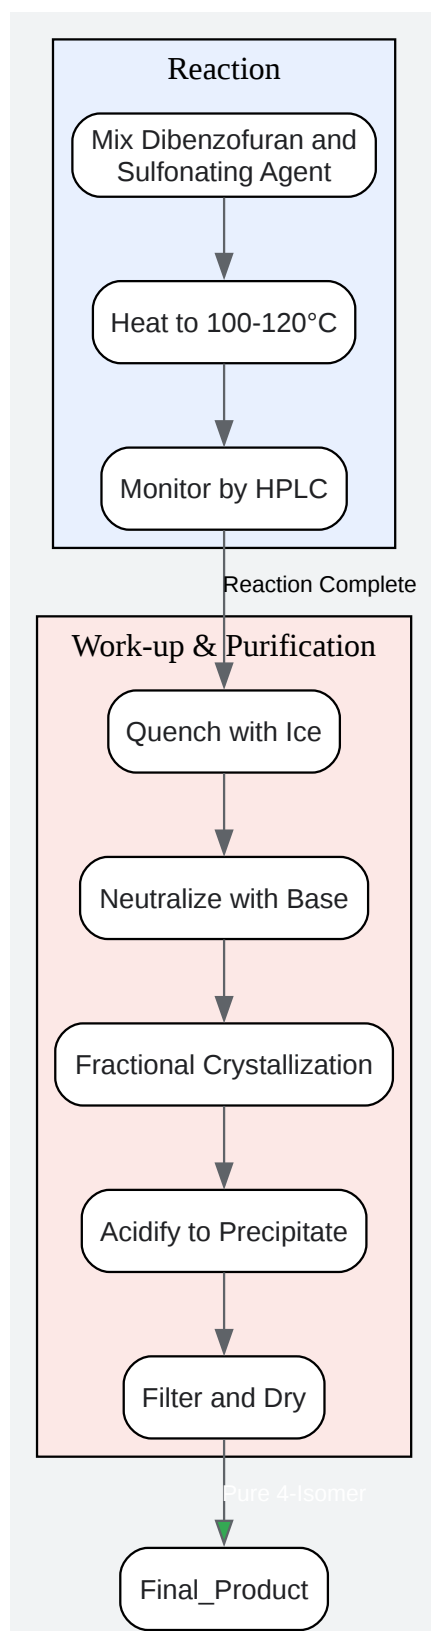 Reaction
Mix Dibenzofuran and
Sulfonating Agent
Heat to 100-120°C
Monitor by HPLC
Reaction Complete
Work-up & Purification
Quench with Ice
Neutralize with Base
Fractional Crystallization
Acidify to Precipitate
Filter and Dry
Pure 4-Isomer
Final_Product